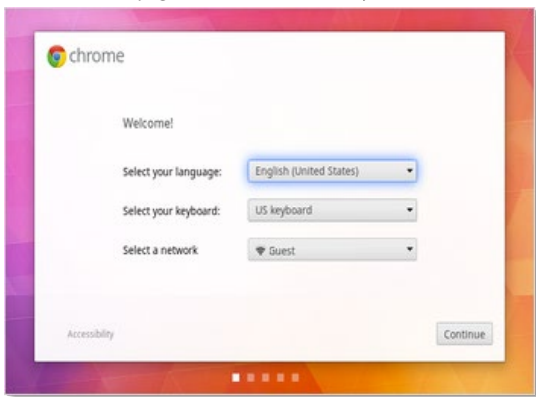 chrome
Welcome!
Select your language: English (United States)
Select your keyboard: US keyboard
Select a network Guest
Accessibility Continue